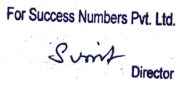 For Success Numbers Pvt. Ltd.
Sumit
Director